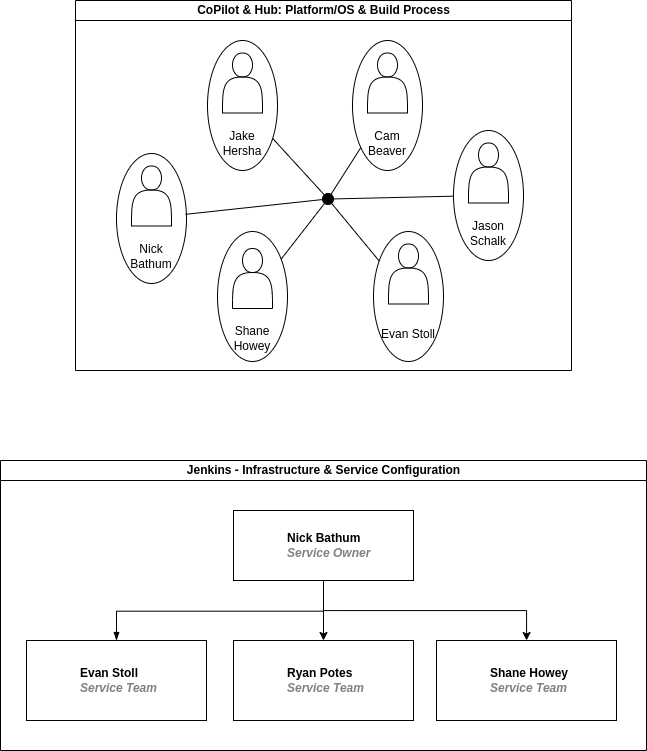 CoPilot & Hub: Platform/OS & Build Process
Jake
Hersha
Cam
Beaver
Nick
Bathum
Jason
Schalk
Shane
Howey
Evan Stoll
Jenkins - Infrastructure & Service Configuration
Nick Bathum
Service Owner
Evan Stoll
Service Team
Ryan Potes
Service Team
Shane Howey
Service Team